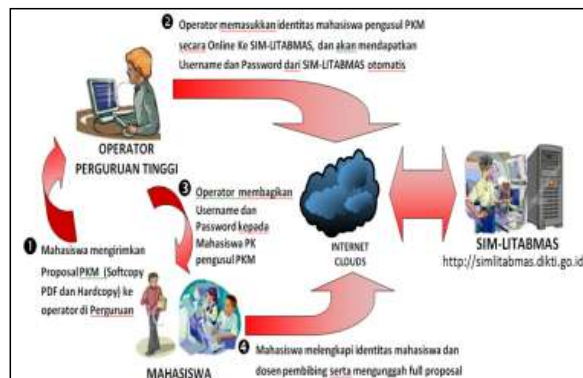 ❷ Operator memasukkan identitas mahasiswa pengusul PKM
secara Online Ke SIM-LITABMAS, dan akan mendapatkan
Username dan Password dari SIM-LITABMAS otomatis
OPERATOR
PERGURUAN TINGGI
❸ Operator membagikan
Username dan
Password kepada
Mahasiswa PK
pengusul PKM
❶ Mahasiswa mengirimkan
Proposal PKM (Softcopy
PDF dan Hardcopy) ke
operator di Perguruan
INTERNET
CLOUDS
SIM-LITABMAS
http://simlitabmas.dikti.go.id
MAHASISWA
❹ Mahasiswa melengkapi identitas mahasiswa dan
dosen pembibing serta mengunggah full proposal